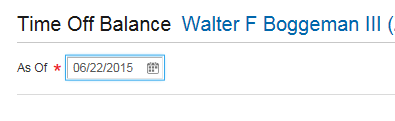 Time Off Balance Walter F Boggeman III (
As Of * 06/22/2015